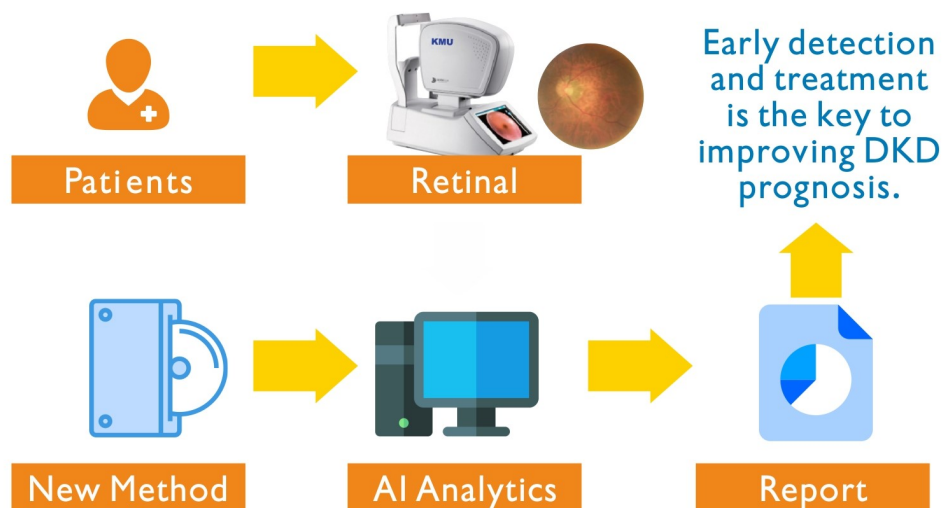 KMU
Patients
Retinal
Early detection
and treatment
is the key to
improving DKD
prognosis.
New Method
AI Analytics
Report